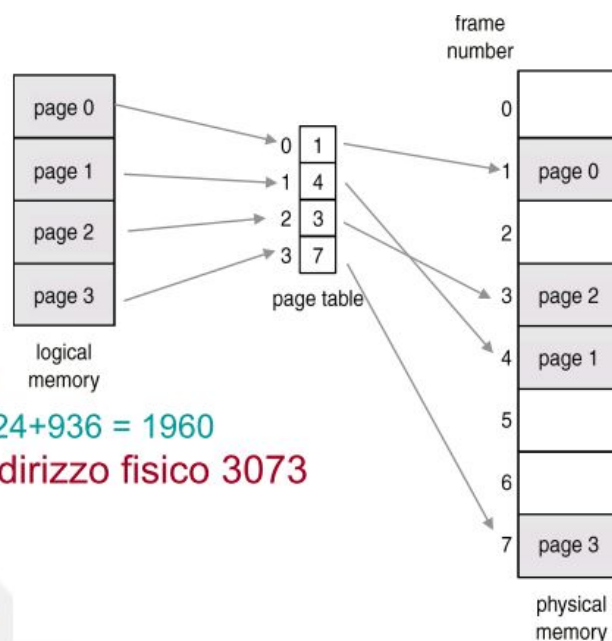 frame
number
page 0
page 1
page 2
page 3
logical
memory
0 1
1 4
2 3
3 7
page table
0
1 page 0
2
3 page 2
4 page 1
5
6
7 page 3
physical
memory
24+936 = 1960
dirizzo fisico 3073